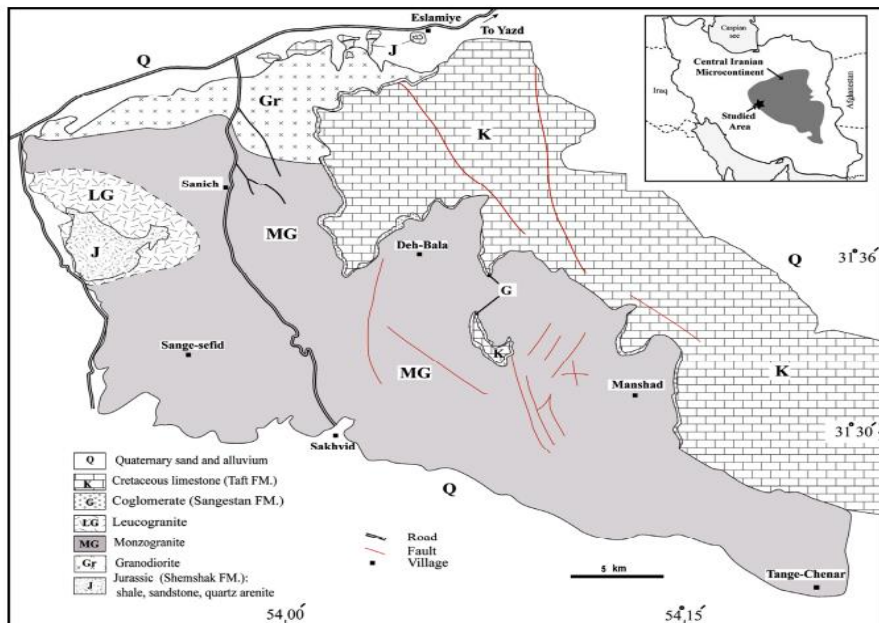 Eslamiye
To Yazd
Q
J
Gr
K
LG
Sanich
J
MG
Deh-Bala
Q
31° 36′
G
Sange-sefid
K
MG
Manshad
K
Sakhvid
31° 30′
Q
Tange-Chenar
Q Quaternary sand and alluvium
K Cretaceous limestone (Taft FM.)
G Coglomerate (Sangestan FM.)
LG Leucogranite
MG Monzogranite
Gr Granodiorite
J Jurassic (Shemshak FM.):
shale, sandstone, quartz arenite
Road
Fault
Village
5 km
54 00′
54° 15′
Caspian
see
Central Iranian
Microcontinent
Iraq
Afghanistan
Studied
Area